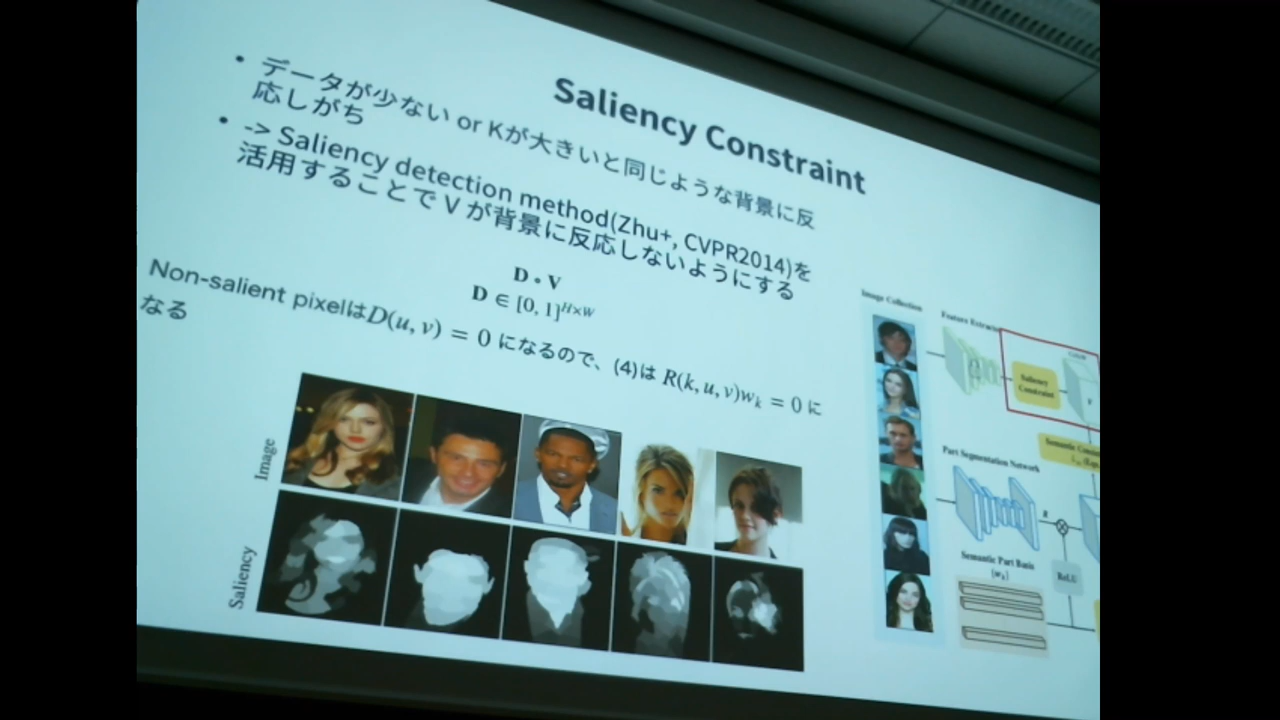 Saliency Constraint
• データが少ない or Kが大きいと同じような背景に反
応しがち
• -> Saliency detection method(Zhu+, CVPR2014)を
活用することで V が背景に反応しないようにする
D • V
D ∈ [0, 1]^{H×W}
Non-salient pixelはD(u, v) = 0 になるので、(4)は R(k, u, v)w_k = 0 に
なる
Image
Saliency
Image Collection
Feature
Saliency
Constraint
V
Part Segmentation Network
R
Semantic Part Basis
{w_k}
ReLU